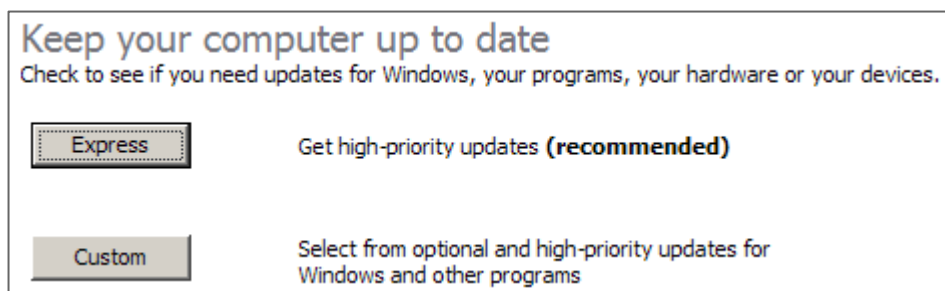 Keep your computer up to date
Check to see if you need updates for Windows, your programs, your hardware or your devices.
Express
Get high-priority updates (recommended)
Custom
Select from optional and high-priority updates for
Windows and other programs